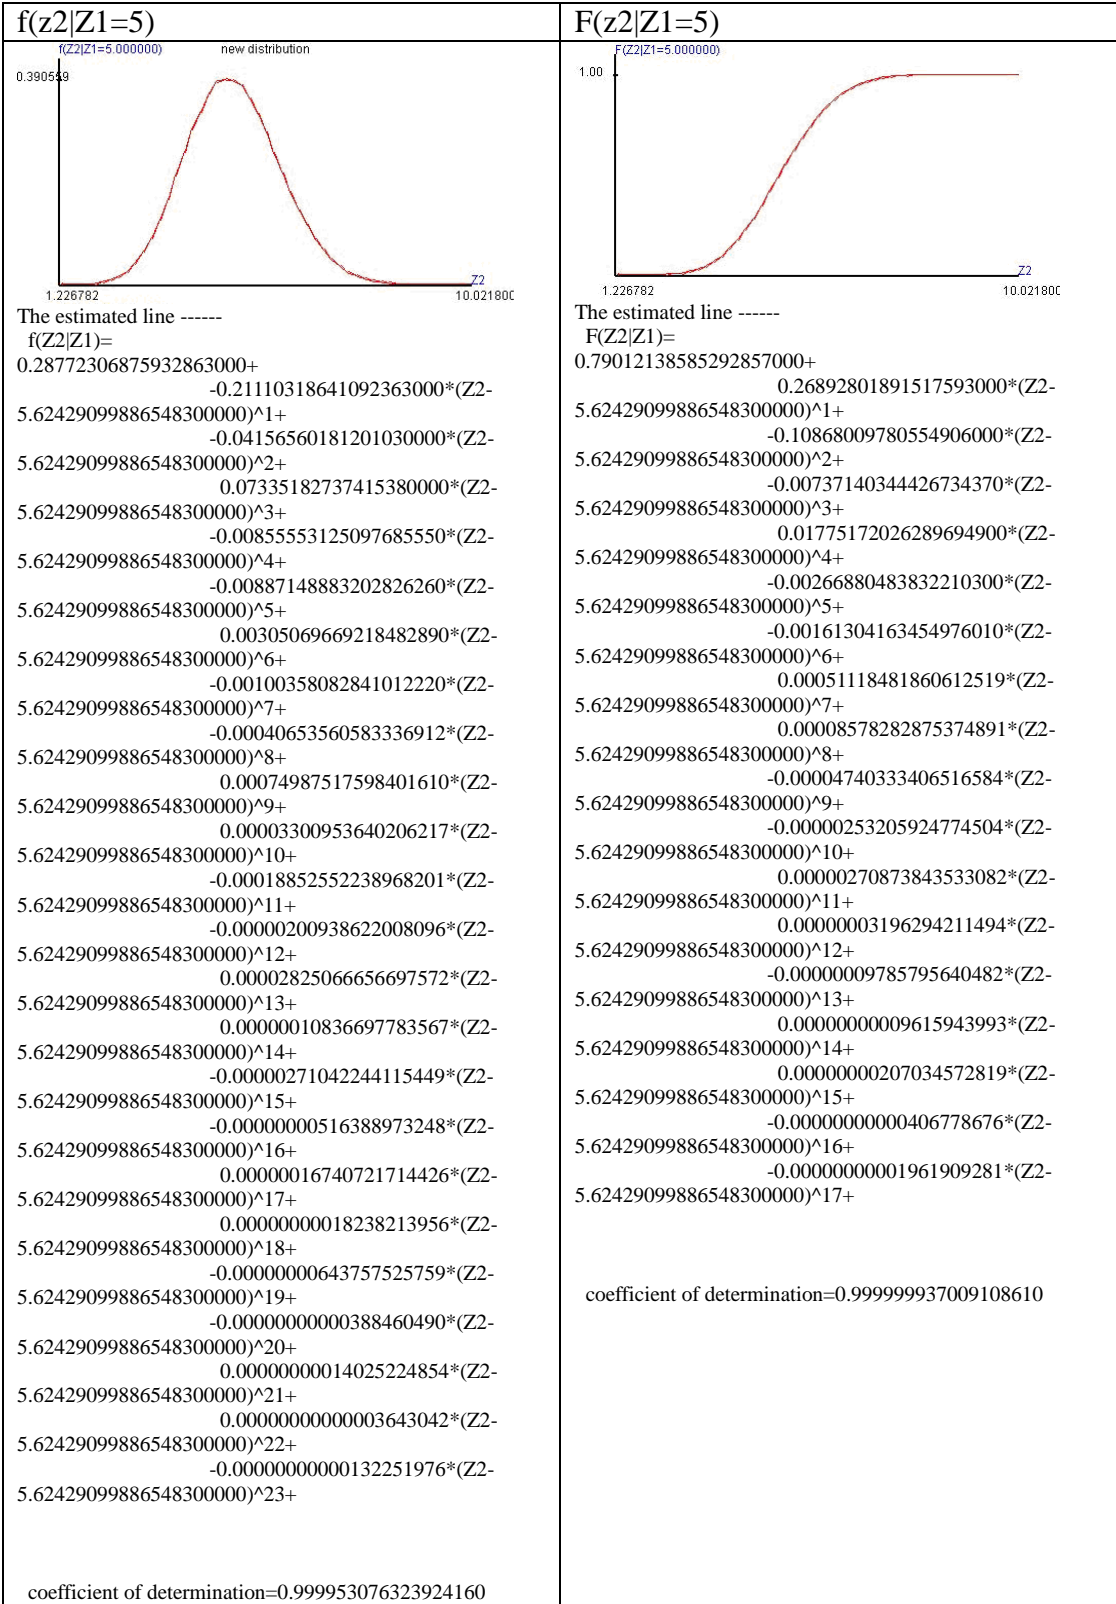 f(z2|Z1=5)
f(Z2|Z1=5.000000)
new distribution
0.390559
Z2
1.226782
10.021800
The estimated line ------
f(Z2|Z1)=
0.28772306875932863000+
-0.21110318641092363000*(Z2-
5.62429099886548300000)^1+
-0.04156560181201030000*(Z2-
5.62429099886548300000)^2+
0.07335182737415380000*(Z2-
5.62429099886548300000)^3+
-0.00855553125097685550*(Z2-
5.62429099886548300000)^4+
-0.00887148883202826260*(Z2-
5.62429099886548300000)^5+
0.00305069669218482890*(Z2-
5.62429099886548300000)^6+
-0.00100358082841012220*(Z2-
5.62429099886548300000)^7+
-0.00040653560583336912*(Z2-
5.62429099886548300000)^8+
0.00074987517598401610*(Z2-
5.62429099886548300000)^9+
0.00003300953640206217*(Z2-
5.62429099886548300000)^10+
-0.00018852552238968201*(Z2-
5.62429099886548300000)^11+
-0.00000200938622008096*(Z2-
5.62429099886548300000)^12+
0.00002825066656697572*(Z2-
5.62429099886548300000)^13+
0.00000010836697783567*(Z2-
5.62429099886548300000)^14+
-0.00000271042244115449*(Z2-
5.62429099886548300000)^15+
-0.00000000516388973248*(Z2-
5.62429099886548300000)^16+
0.00000016740721714426*(Z2-
5.62429099886548300000)^17+
0.00000000018238213956*(Z2-
5.62429099886548300000)^18+
-0.00000000643757525759*(Z2-
5.62429099886548300000)^19+
-0.00000000000388460490*(Z2-
5.62429099886548300000)^20+
0.00000000014025224854*(Z2-
5.62429099886548300000)^21+
0.00000000000003643042*(Z2-
5.62429099886548300000)^22+
-0.00000000000132251976*(Z2-
5.62429099886548300000)^23+
coefficient of determination=0.999953076323924160
F(z2|Z1=5)
F(Z2|Z1=5.000000)
1.00
Z2
1.226782
10.021800
The estimated line ------
F(Z2|Z1)=
0.79012138585292857000+
0.26892801891517593000*(Z2-
5.62429099886548300000)^1+
-0.10868009780554906000*(Z2-
5.62429099886548300000)^2+
-0.00737140344426734370*(Z2-
5.62429099886548300000)^3+
0.01775172026289694900*(Z2-
5.62429099886548300000)^4+
-0.00266880483832210300*(Z2-
5.62429099886548300000)^5+
-0.00161304163454976010*(Z2-
5.62429099886548300000)^6+
0.00051118481860612519*(Z2-
5.62429099886548300000)^7+
0.00008578282875374891*(Z2-
5.62429099886548300000)^8+
-0.00004740333406516584*(Z2-
5.62429099886548300000)^9+
-0.00000253205924774504*(Z2-
5.62429099886548300000)^10+
0.00000270873843533082*(Z2-
5.62429099886548300000)^11+
0.00000003196294211494*(Z2-
5.62429099886548300000)^12+
-0.00000009785795640482*(Z2-
5.62429099886548300000)^13+
0.00000000009615943993*(Z2-
5.62429099886548300000)^14+
0.00000000207034572819*(Z2-
5.62429099886548300000)^15+
-0.00000000000406778676*(Z2-
5.62429099886548300000)^16+
-0.00000000001961909281*(Z2-
5.62429099886548300000)^17+
coefficient of determination=0.999999937009108610